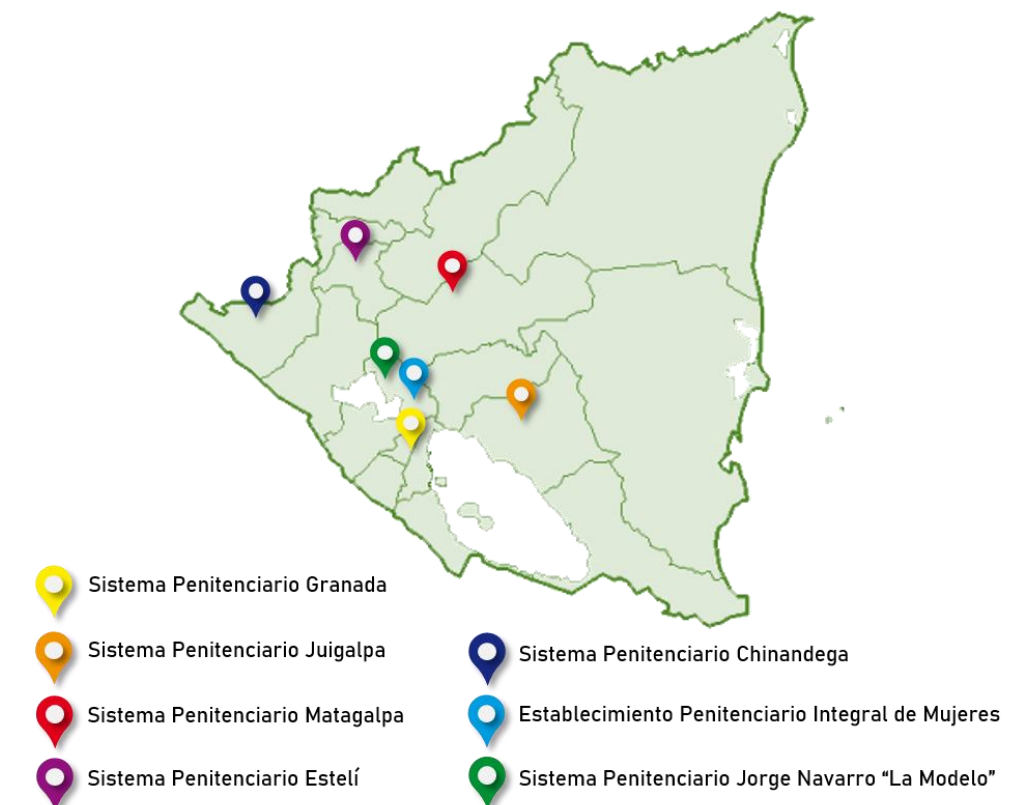 Sistema Penitenciario Granada
Sistema Penitenciario Juigalpa
Sistema Penitenciario Matagalpa
Sistema Penitenciario Estelí
Sistema Penitenciario Chinandega
Establecimiento Penitenciario Integral de Mujeres
Sistema Penitenciario Jorge Navarro “La Modelo”